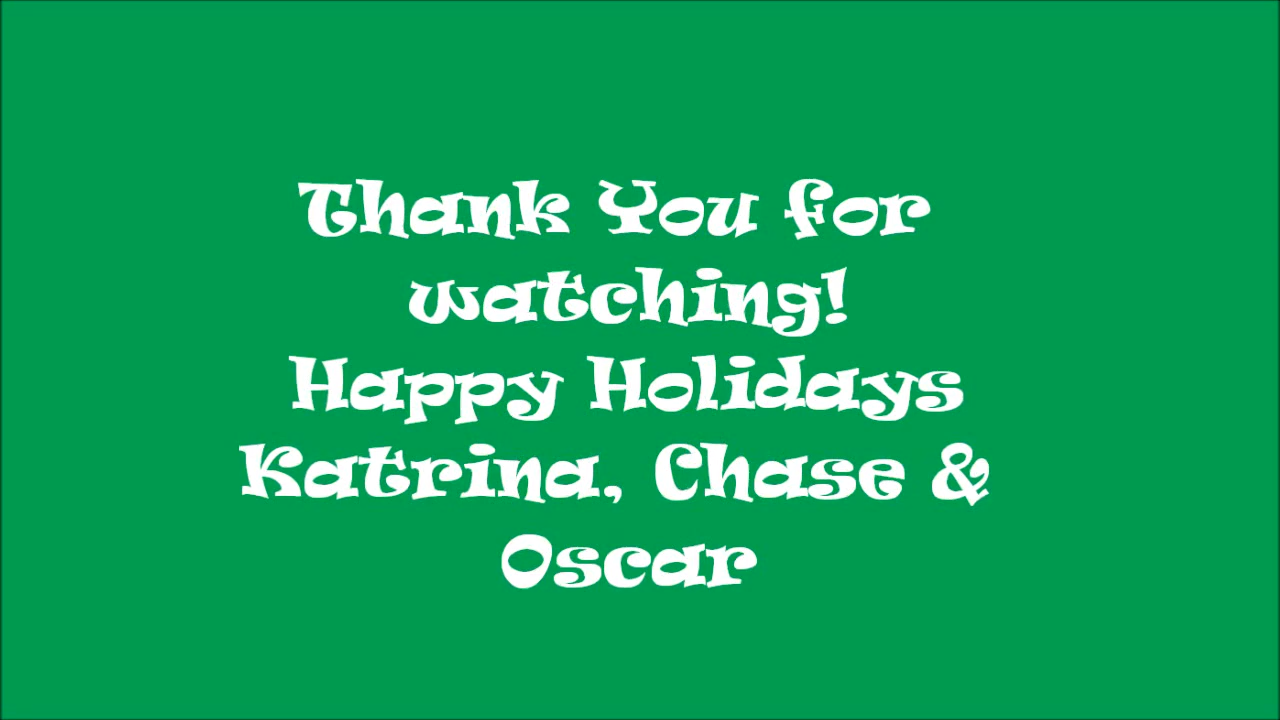 Thank You for
watching!
Happy Holidays
Katrina, Chase &
Oscar